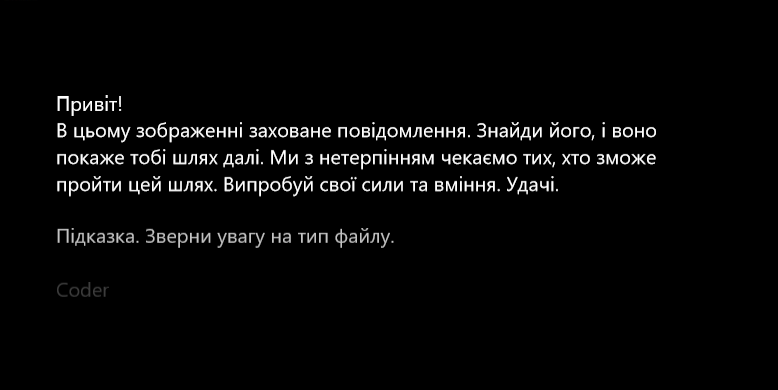 Привіт!
В цьому зображенні заховане повідомлення. Знайди його, і воно
покаже тобі шлях далі. Ми з нетерпінням чекаємо тих, хто зможе
пройти цей шлях. Випробуй свої сили та вміння. Удачі.
Підказка. Зверни увагу на тип файлу.
Coder